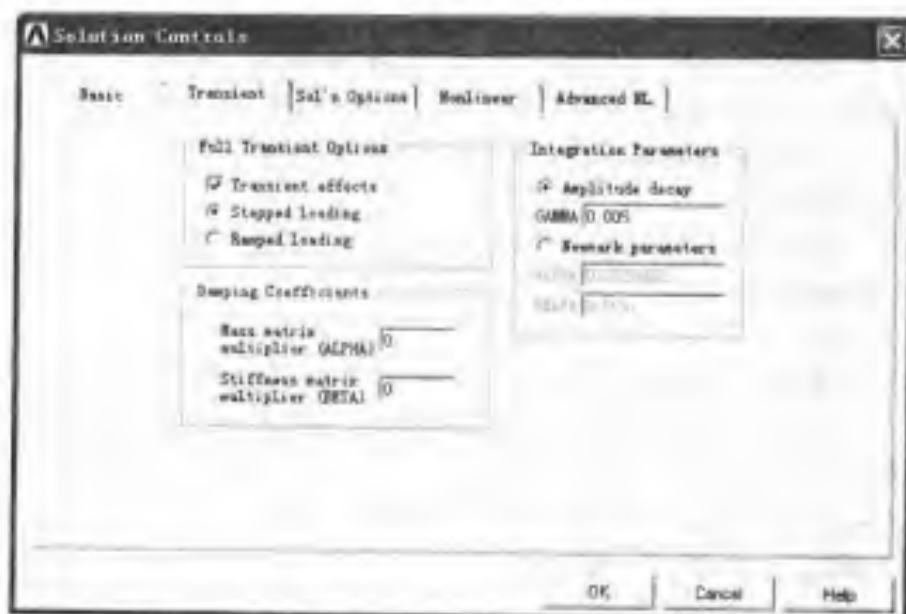 Solution Controls
Basic
Transient
Sol'n Options
Nonlinear
Advanced NL
Full Transient Options
Transient effects
Stepped loading
Ramped loading
Damping Coefficients
Mass matrix
multiplier (ALPHA) 0
Stiffness matrix
multiplier (BETA) 0
Integration Parameters
Amplitude decay
GAMMA 0.005
Newmark parameters
ALPHA
DELTA
OK
Cancel
Help